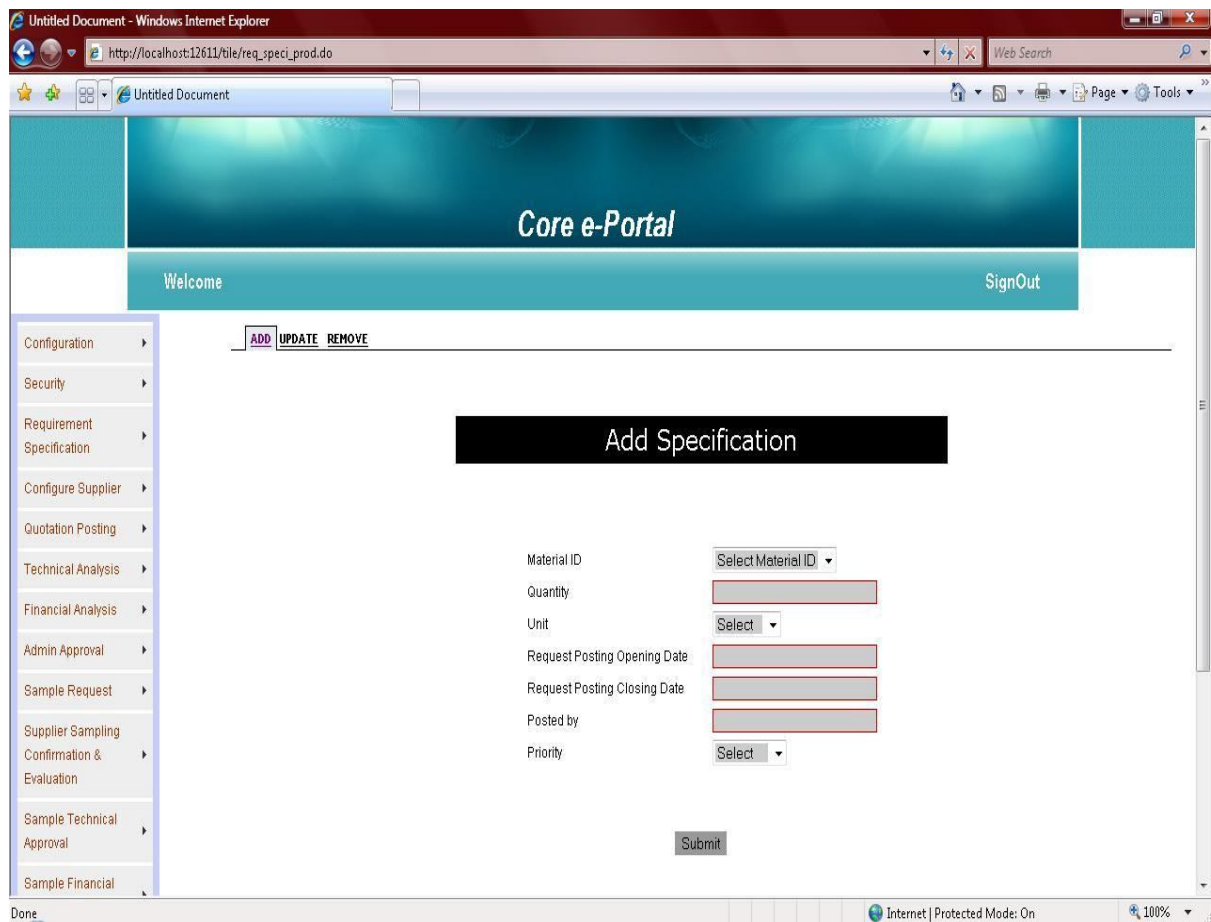 Untitled Document - Windows Internet Explorer
http://localhost:12611/tile/req_speci_prod.do
Web Search
Untitled Document
Page
Tools
Core e-Portal
Welcome
SignOut
Configuration
Security
Requirement
Specification
Configure Supplier
Quotation Posting
Technical Analysis
Financial Analysis
Admin Approval
Sample Request
Supplier Sampling
Confirmation &
Evaluation
Sample Technical
Approval
Sample Financial
ADD UPDATE REMOVE
Add Specification
Material ID Select Material ID
Quantity
Unit Select
Request Posting Opening Date
Request Posting Closing Date
Posted by
Priority Select
Submit
Done
Internet | Protected Mode: On
100%